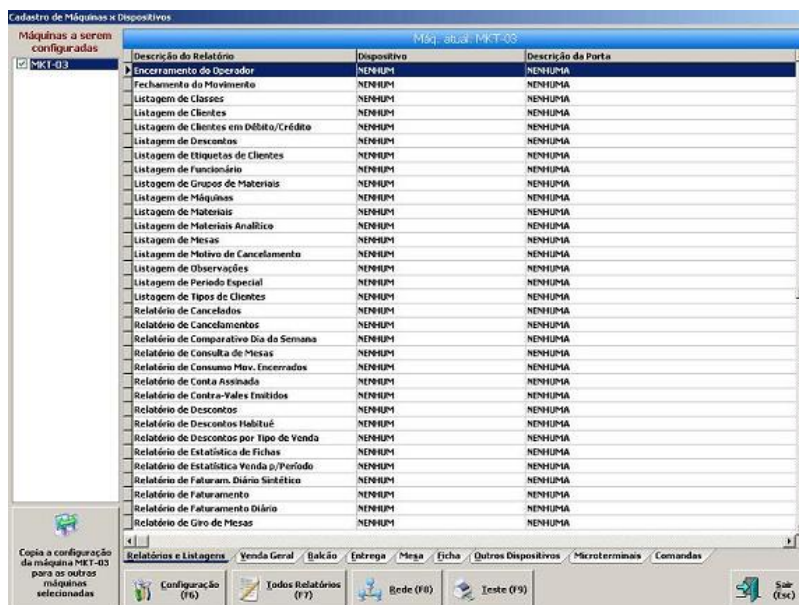 Cadastro de Máquinas x Dispositivos
Máquinas a serem
configuradas
MKT-03
Máq. atual: MKT-03
Descrição do Relatório Dispositivo Descrição da Porta
Encerramento do Operador NENHUM NENHUMA
Fechamento do Movimento NENHUM NENHUMA
Listagem de Classes NENHUM NENHUMA
Listagem de Clientes NENHUM NENHUMA
Listagem de Clientes em Débito/Crédito NENHUM NENHUMA
Listagem de Descontos NENHUM NENHUMA
Listagem de Etiquetas de Clientes NENHUM NENHUMA
Listagem de Funcionário NENHUM NENHUMA
Listagem de Grupos de Materiais NENHUM NENHUMA
Listagem de Máquinas NENHUM NENHUMA
Listagem de Materiais NENHUM NENHUMA
Listagem de Materiais Analítico NENHUM NENHUMA
Listagem de Mesas NENHUM NENHUMA
Listagem de Motivo de Cancelamento NENHUM NENHUMA
Listagem de Observações NENHUM NENHUMA
Listagem de Período Especial NENHUM NENHUMA
Listagem de Tipos de Clientes NENHUM NENHUMA
Relatório de Cancelados NENHUM NENHUMA
Relatório de Cancelamentos NENHUM NENHUMA
Relatório de Comparativo Dia da Semana NENHUM NENHUMA
Relatório de Consulta de Mesas NENHUM NENHUMA
Relatório de Consumo Mov. Encerrados NENHUM NENHUMA
Relatório de Conta Assinada NENHUM NENHUMA
Relatório de Contra-Vales Emitidos NENHUM NENHUMA
Relatório de Descontos NENHUM NENHUMA
Relatório de Descontos Habitué NENHUM NENHUMA
Relatório de Descontos por Tipo de Venda NENHUM NENHUMA
Relatório de Estatística de Fichas NENHUM NENHUMA
Relatório de Estatística Venda p/Período NENHUM NENHUMA
Relatório de Faturam. Diário Sintético NENHUM NENHUMA
Relatório de Faturamento NENHUM NENHUMA
Relatório de Faturamento Diário NENHUM NENHUMA
Relatório de Giro de Mesas NENHUM NENHUMA
Copia a configuração
da máquina MKT-03
para as outras
máquinas
selecionadas
Relatórios e Listagens Venda Geral Balcão Entrega Mesa Ficha Outros Dispositivos Microterminais Comandas
Configuração
(F6)
Todos Relatórios
(F7)
Rede (F8)
Teste (F9)
Sair
(Esc)